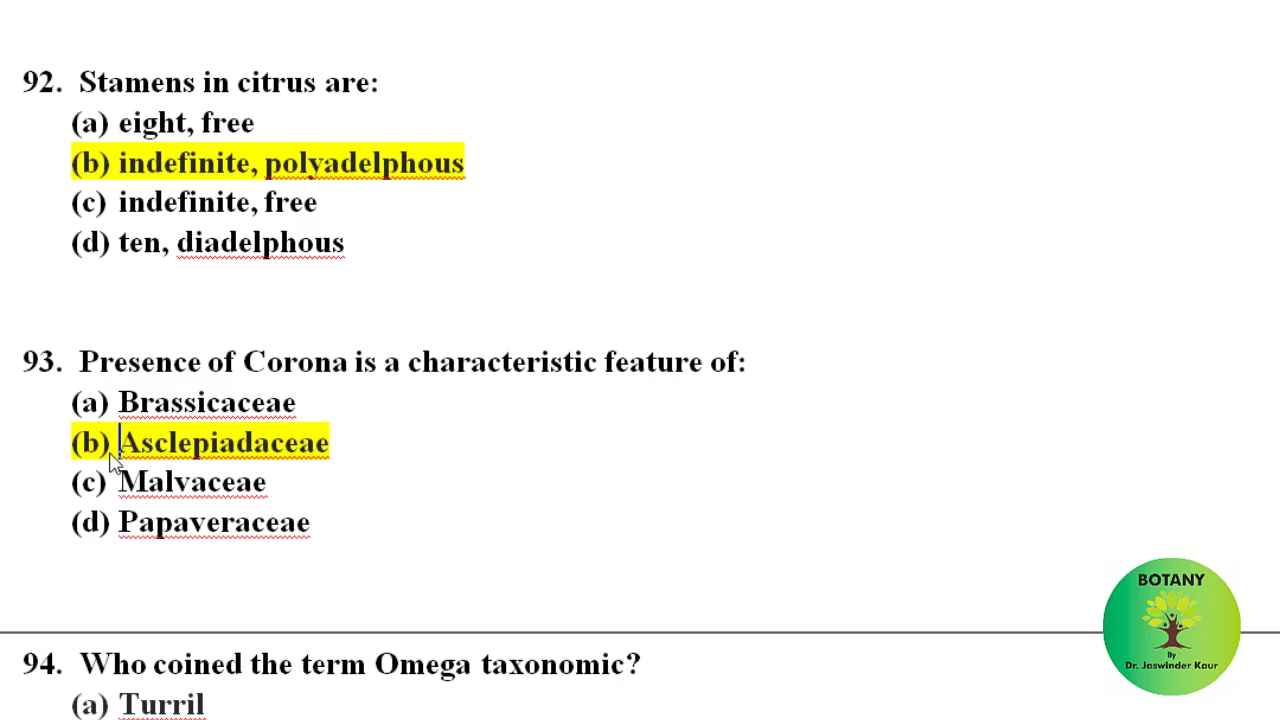 92. Stamens in citrus are:
(a) eight, free
(b) indefinite, polyadelphous
(c) indefinite, free
(d) ten, diadelphous
93. Presence of Corona is a characteristic feature of:
(a) Brassicaceae
(b) Asclepiadaceae
(c) Malvaceae
(d) Papaveraceae
94. Who coined the term Omega taxonomic?
(a) Turril
BOTANY
By
Dr. Jaswinder Kaur